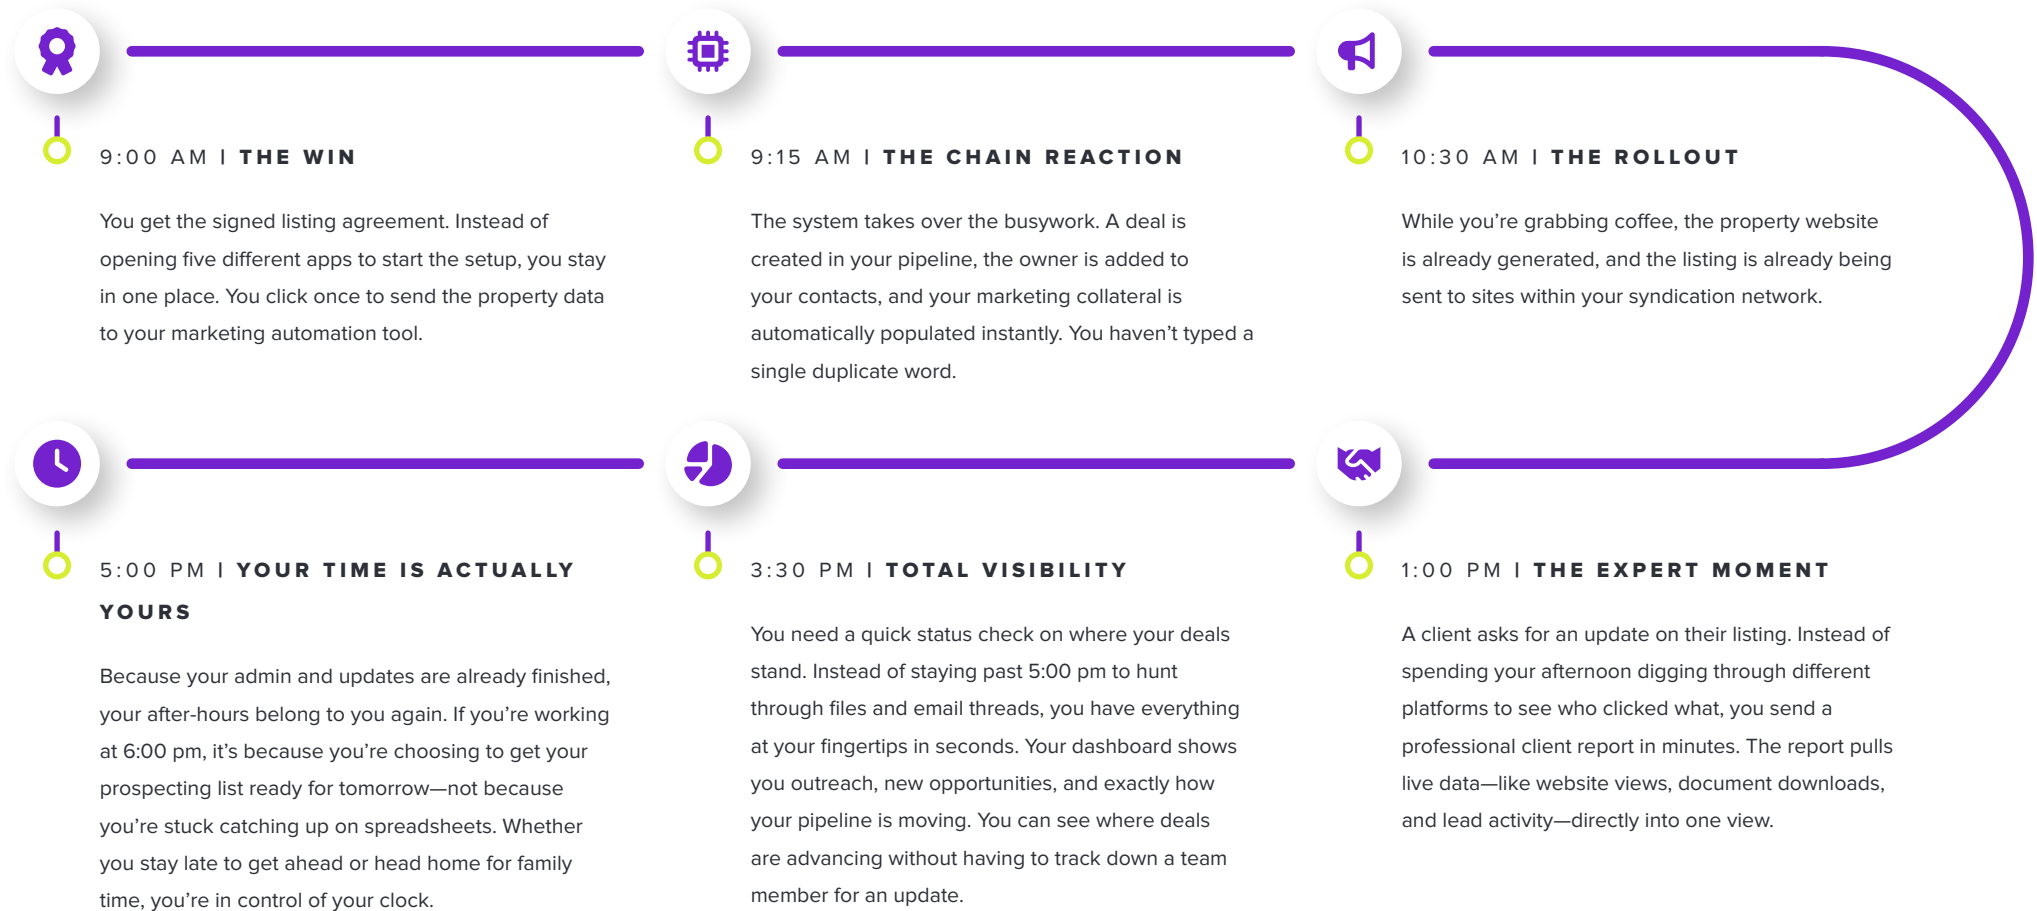 9:00 AM | THE WIN
You get the signed listing agreement. Instead of
opening five different apps to start the setup, you stay
in one place. You click once to send the property data
to your marketing automation tool.
9:15 AM | THE CHAIN REACTION
The system takes over the busywork. A deal is
created in your pipeline, the owner is added to
your contacts, and your marketing collateral is
automatically populated instantly. You haven’t typed a
single duplicate word.
10:30 AM | THE ROLLOUT
While you’re grabbing coffee, the property website
is already generated, and the listing is already being
sent to sites within your syndication network.
1:00 PM | THE EXPERT MOMENT
A client asks for an update on their listing. Instead of
spending your afternoon digging through different
platforms to see who clicked what, you send a
professional client report in minutes. The report pulls
live data—like website views, document downloads,
and lead activity—directly into one view.
3:30 PM | TOTAL VISIBILITY
You need a quick status check on where your deals
stand. Instead of staying past 5:00 pm to hunt
through files and email threads, you have everything
at your fingertips in seconds. Your dashboard shows
you outreach, new opportunities, and exactly how
your pipeline is moving. You can see where deals
are advancing without having to track down a team
member for an update.
5:00 PM | YOUR TIME IS ACTUALLY
YOURS
Because your admin and updates are already finished,
your after-hours belong to you again. If you’re working
at 6:00 pm, it’s because you’re choosing to get your
prospecting list ready for tomorrow—not because
you’re stuck catching up on spreadsheets. Whether
you stay late to get ahead or head home for family
time, you’re in control of your clock.